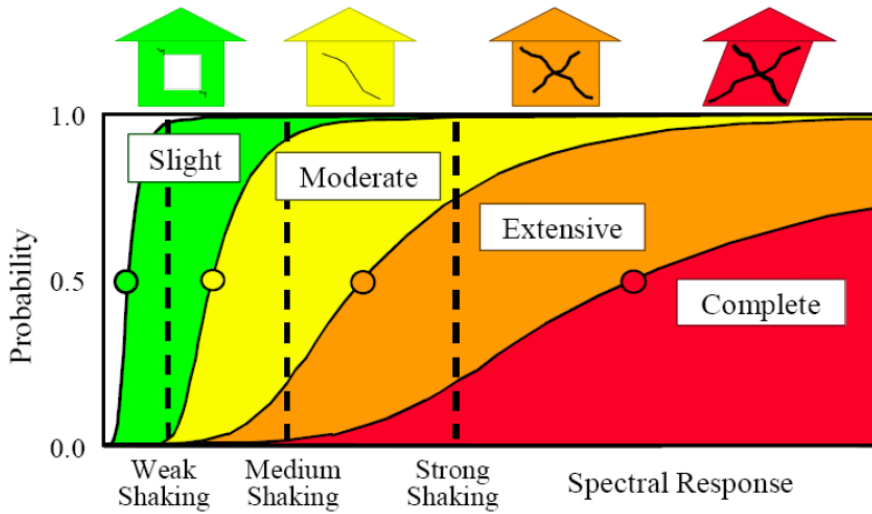 1.0
Slight
Moderate
Extensive
Complete
0.5
0.0
Probability
Weak
Shaking
Medium
Shaking
Strong
Shaking
Spectral Response